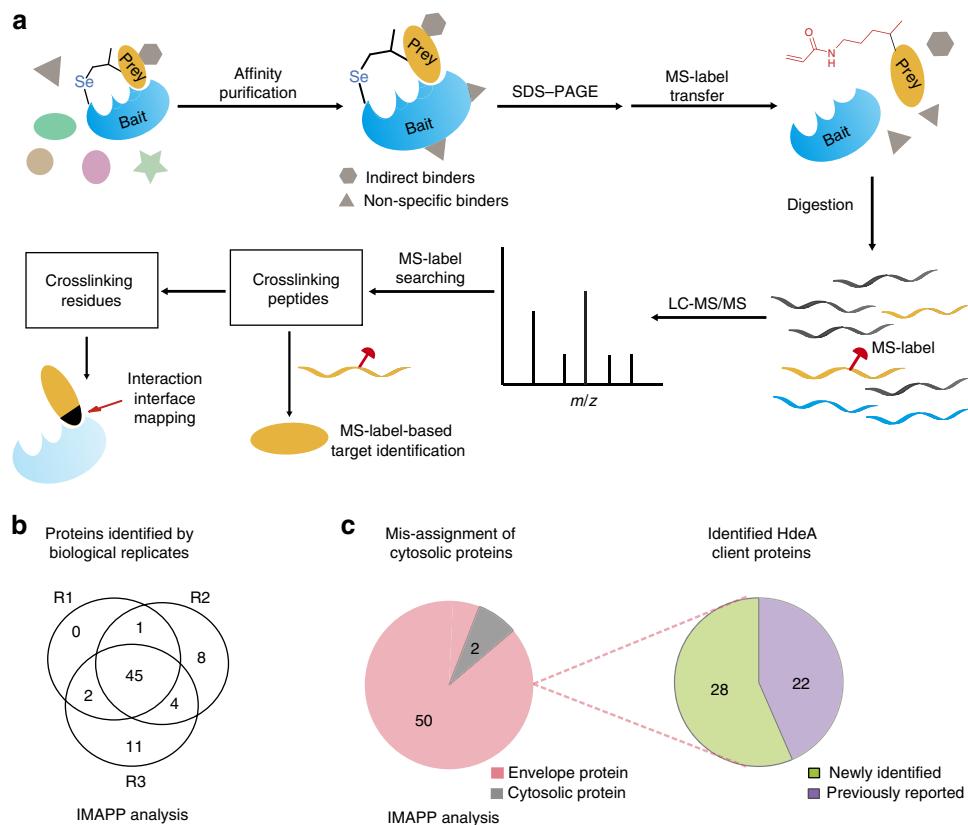 a
Se
Prey
Bait
Affinity
purification
Se
Prey
Bait
Indirect binders
Non-specific binders
SDS–PAGE
MS-label
transfer
O
N
H
Prey
Bait
Digestion
MS-label
LC-MS/MS
m/z
MS-label
searching
Crosslinking
peptides
Crosslinking
residues
MS-label-based
target identification
Interaction
interface
mapping
b
Proteins identified by
biological replicates
R1
R2
0
1
8
45
2
4
11
R3
IMAPP analysis
c
Mis-assignment of
cytosolic proteins
2
50
Envelope protein
Cytosolic protein
IMAPP analysis
Identified HdeA
client proteins
28
22
Newly identified
Previously reported